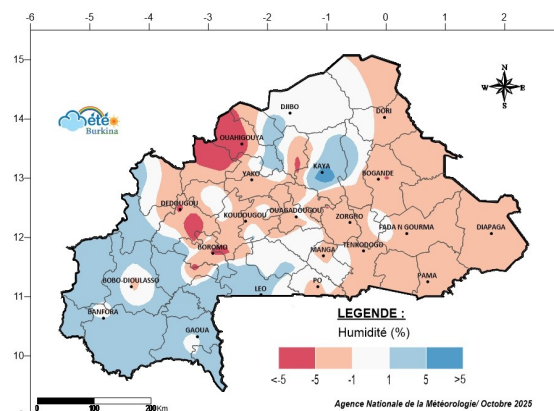 -6 -5 -4 -3 -2 -1 0 1 2
15
14
13
12
11
10
été
Burkina
N
W E
S
DJIBO
DORI
OUAHIGOUYA
KAYA
YAKO
BOGANDE
DEDOUGOU
KOUDOUGOU
OUAGADOUGOU
ZORGHO
FADA N GOURMA
DIAPAGA
BOROMO
MANGA
TENKODOGO
BOBO-DIOULASSO
LEO
PO
PAMA
BANFORA
GAOUA
LEGENDE :
Humidité (%)
<-5 -5 -1 1 5 >5
0 100 200
Km
Agence Nationale de la Météorologie/ Octobre 2025